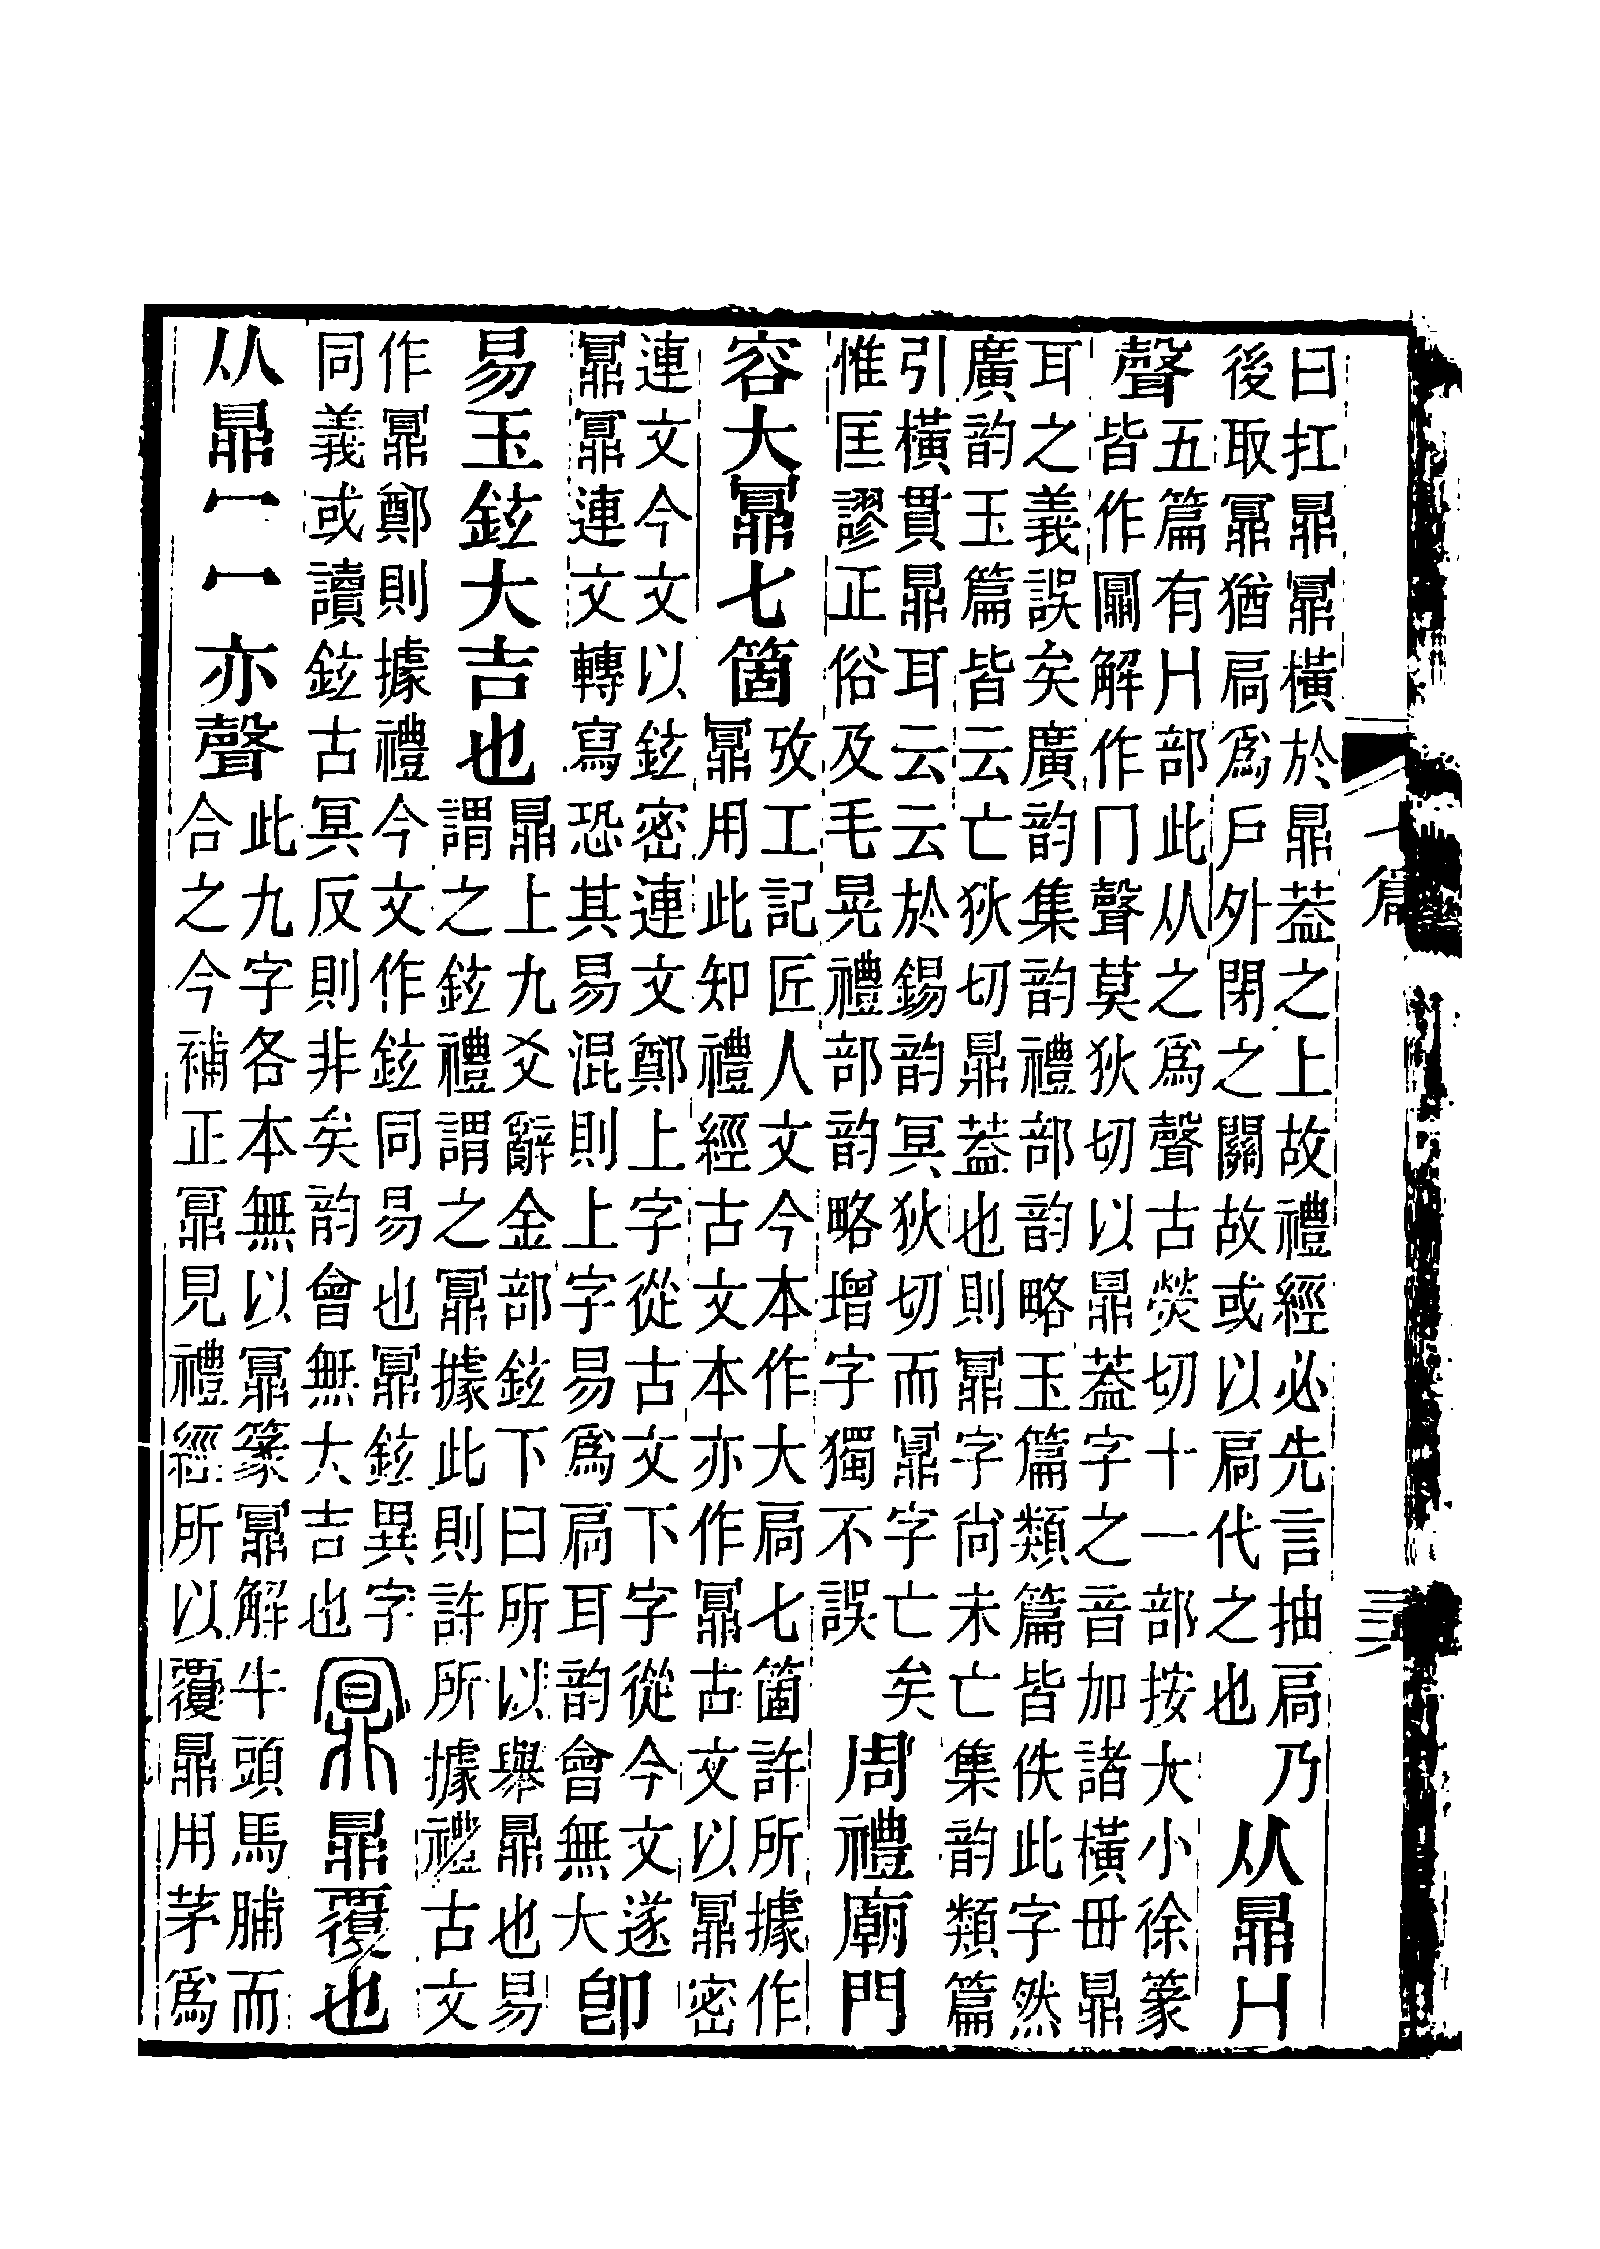 曰扛鼎鼏橫於鼎葢之上故禮經必先言抽扃乃
後取鼏猶扃爲戶外閉之關故或以扃代之也
从鼎H
聲
五篇有H部此从之爲聲古熒切十一部按大小徐篆
皆作鼏解作冂聲莫狄切以鼎葢字之音加諸橫毌鼎
耳之義誤矣廣韵集韵禮部韵略玉篇類篇皆佚此字然
廣韵玉篇皆云亡狄切鼎葢也則鼏字尙未亡集韵類篇
引橫貫鼎耳云云於錫韵冥狄切而鼏字亡矣
惟匡謬正俗及毛晃禮部韵略增字獨不誤
周禮廟門
容大鼏七箇
攷工記匠人文今本作大扃七箇許所據作
鼏用此知禮經古文本亦作鼏古文以鼏密
連文今文以鉉密連文鄭上字從古文下字從今文遂
鼏鼏連文轉寫恐其易混則上字易爲扃耳韵會無大
卽
易玉鉉大吉也
鼎上九爻辭金部鉉下曰所以舉鼎也易
謂之鉉禮謂之鼏據此則許所據禮古文
作鼏鄭則據禮今文作鉉同易也鼏鉉異字
同義或讀鉉古冥反則非矣韵會無大吉也
鼏鼎覆也
从鼎冖冖亦聲
此九字各本無以鼏篆鼏解牛頭馬脯而
合之今補正鼏見禮經所以覆鼎用茅爲
七篇